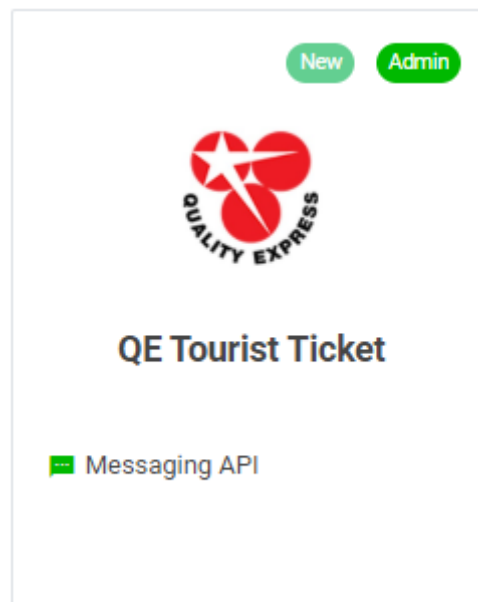 New
Admin
QUALITY EXPRESS
QE Tourist Ticket
Messaging API